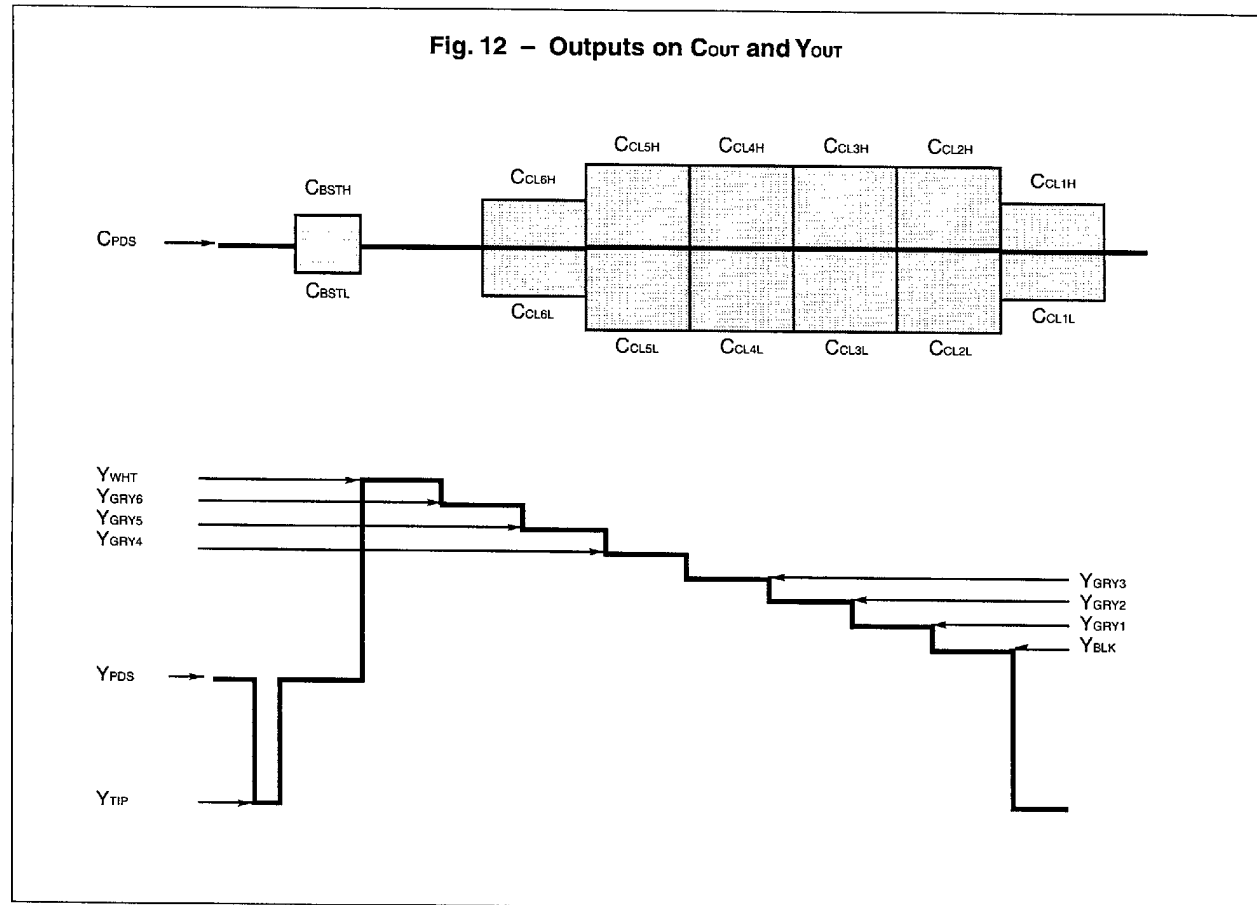 Fig. 12 – Outputs on COUT and YOUT
CCL5H CCL4H CCL3H CCL2H
CBSTH CCL6H CCL1H
CPDS
CBSTL CCL6L CCL1L
CCL5L CCL4L CCL3L CCL2L
YWHT
YGRY6
YGRY5
YGRY4
YGRY3
YGRY2
YGRY1
YBLK
YPDS
YTIP